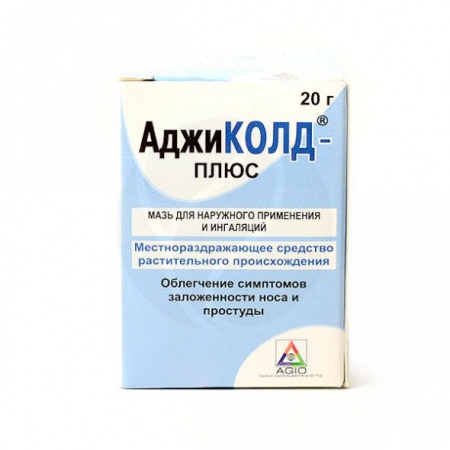 20 г
АджиКОЛД®-
ПЛЮС
МАЗЬ ДЛЯ НАРУЖНОГО ПРИМЕНЕНИЯ
И ИНГАЛЯЦИЙ
Местнораздражающее средство
растительного происхождения
Облегчение симптомов
заложенности носа и
простуды
AGIO